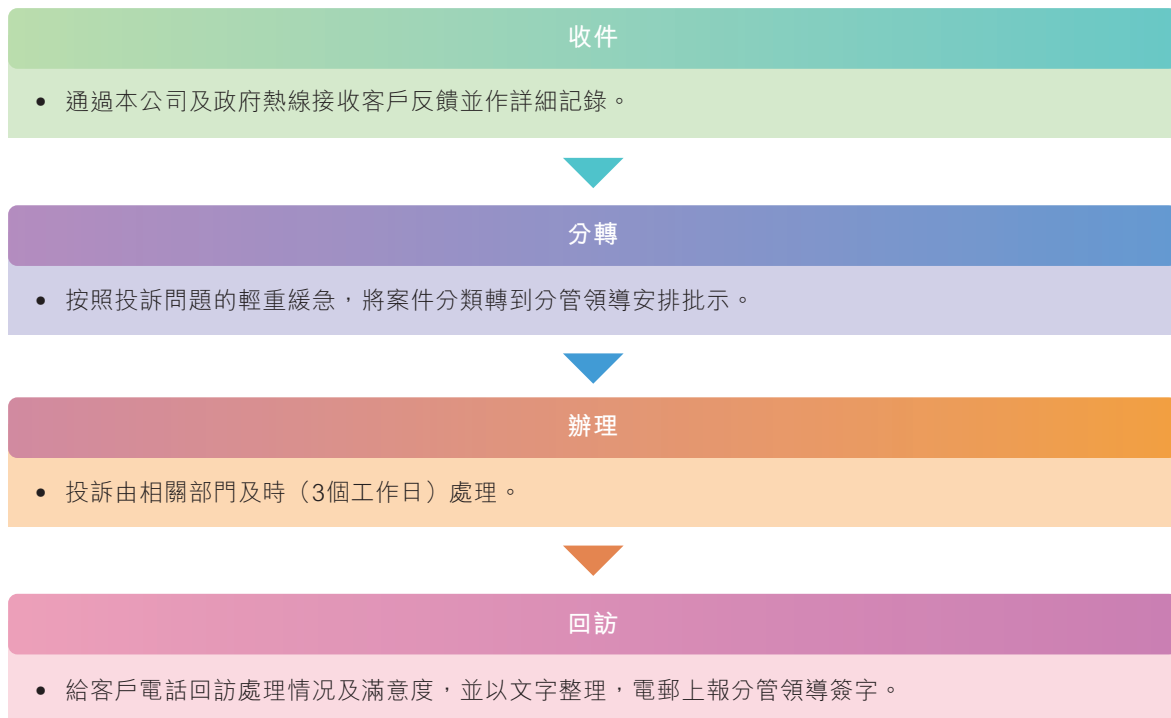 收件
• 通過本公司及政府熱線接收客戶反饋並作詳細記錄。
分轉
• 按照投訴問題的輕重緩急，將案件分類轉到分管領導安排批示。
辦理
• 投訴由相關部門及時（3個工作日）處理。
回訪
• 給客戶電話回訪處理情況及滿意度，並以文字整理，電郵上報分管領導簽字。